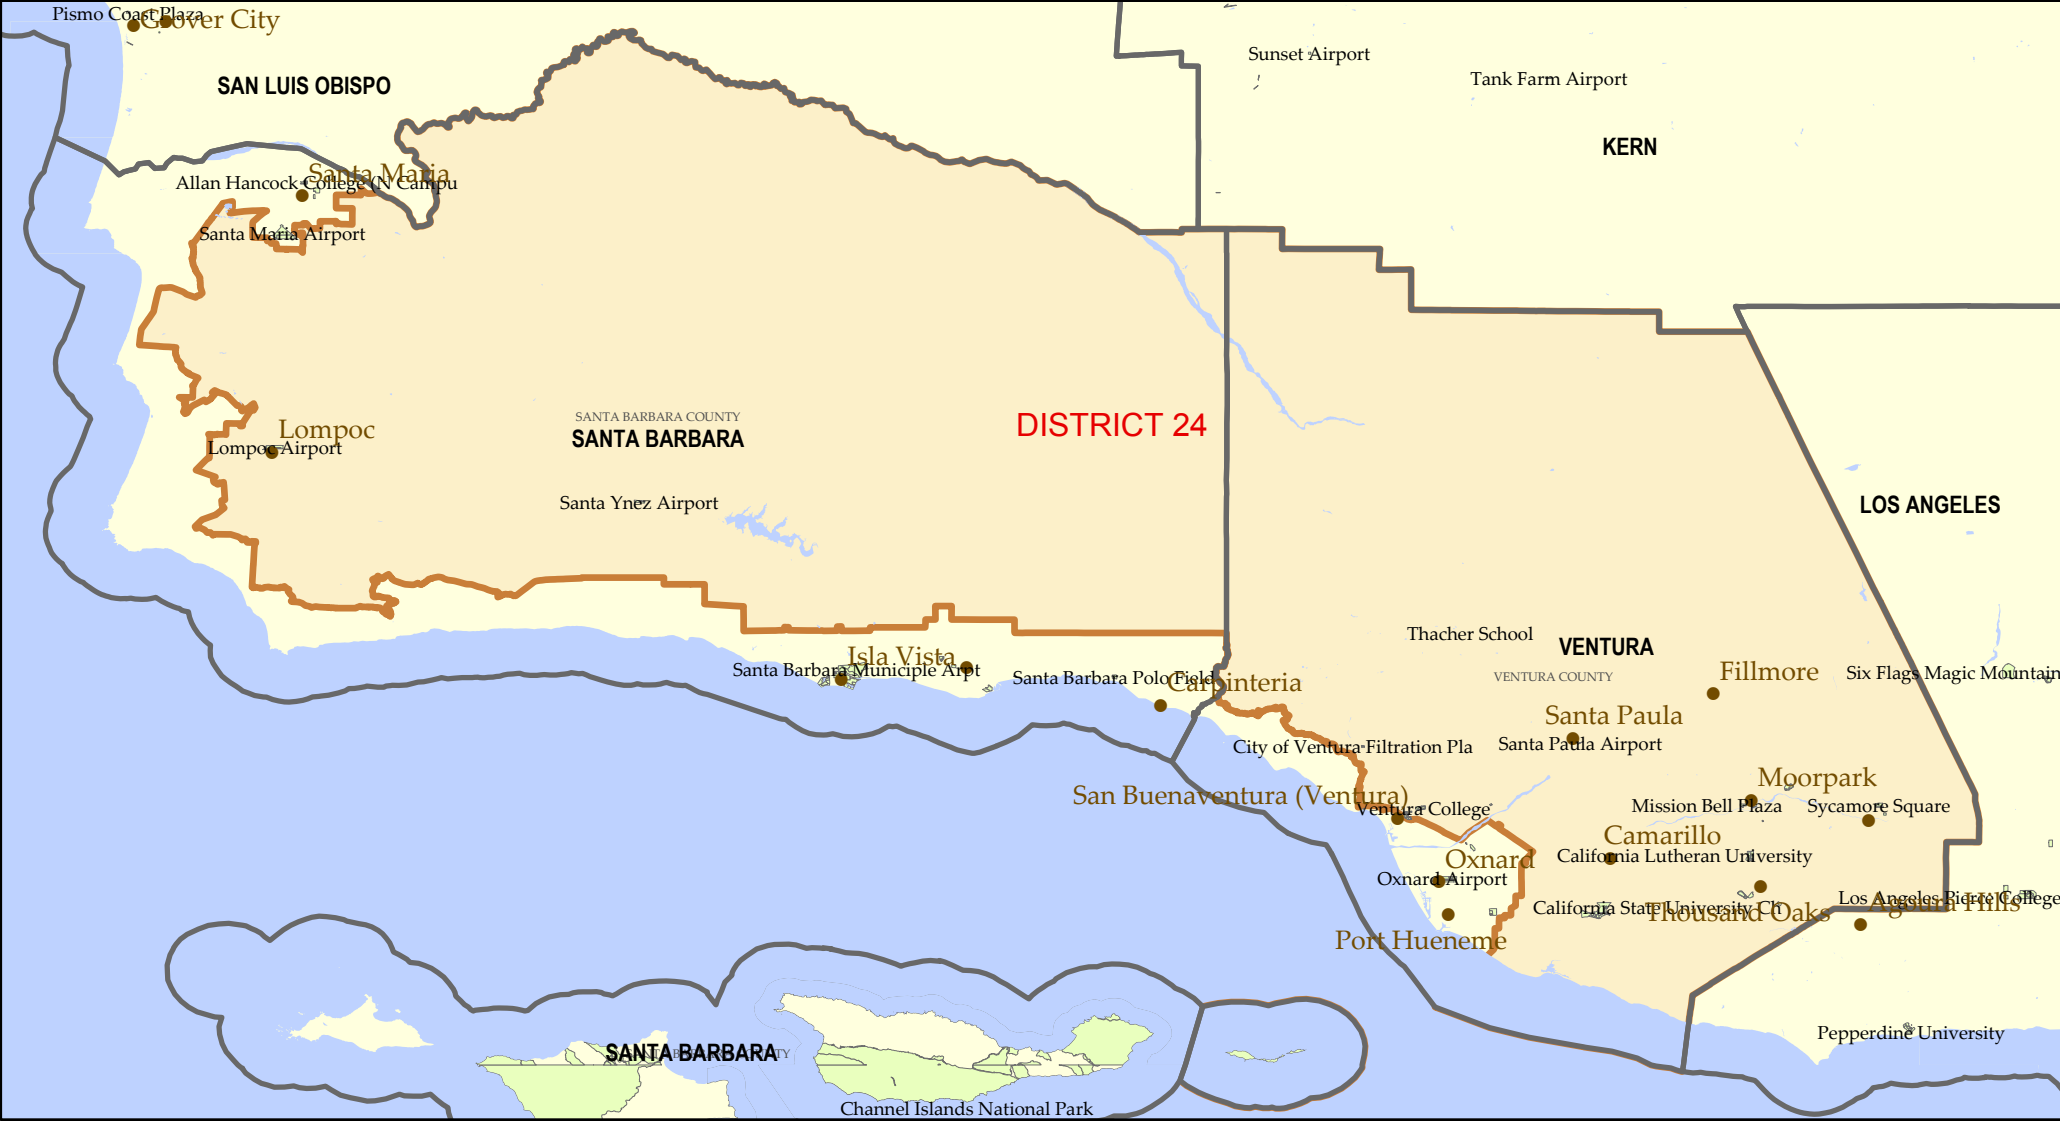 Pismo Coast Plaza
Grover City
SAN LUIS OBISPO
Sunset Airport
Tank Farm Airport
KERN
Santa Maria
Allan Hancock College (N Campu
Santa Maria Airport
SANTA BARBARA COUNTY
SANTA BARBARA
DISTRICT 24
Lompoc
Lompoc Airport
Santa Ynez Airport
LOS ANGELES
Thacher School
VENTURA
VENTURA COUNTY
Isla Vista
Santa Barbara Municiple Arpt
Santa Barbara Polo Field
Carpinteria
Fillmore
Six Flags Magic Mountain
Santa Paula
Santa Paula Airport
City of Ventura-Filtration Pla
Moorpark
San Buenaventura (Ventura)
Ventura College
Mission Bell Plaza
Sycamore Square
Camarillo
California Lutheran University
Oxnard
Oxnard Airport
California State University Ch
Thousand Oaks
Los Angeles Pierce College
Agoura Hills
Port Hueneme
Pepperdine University
SANTA BARBARA COUNTY
SANTA BARBARA
Channel Islands National Park